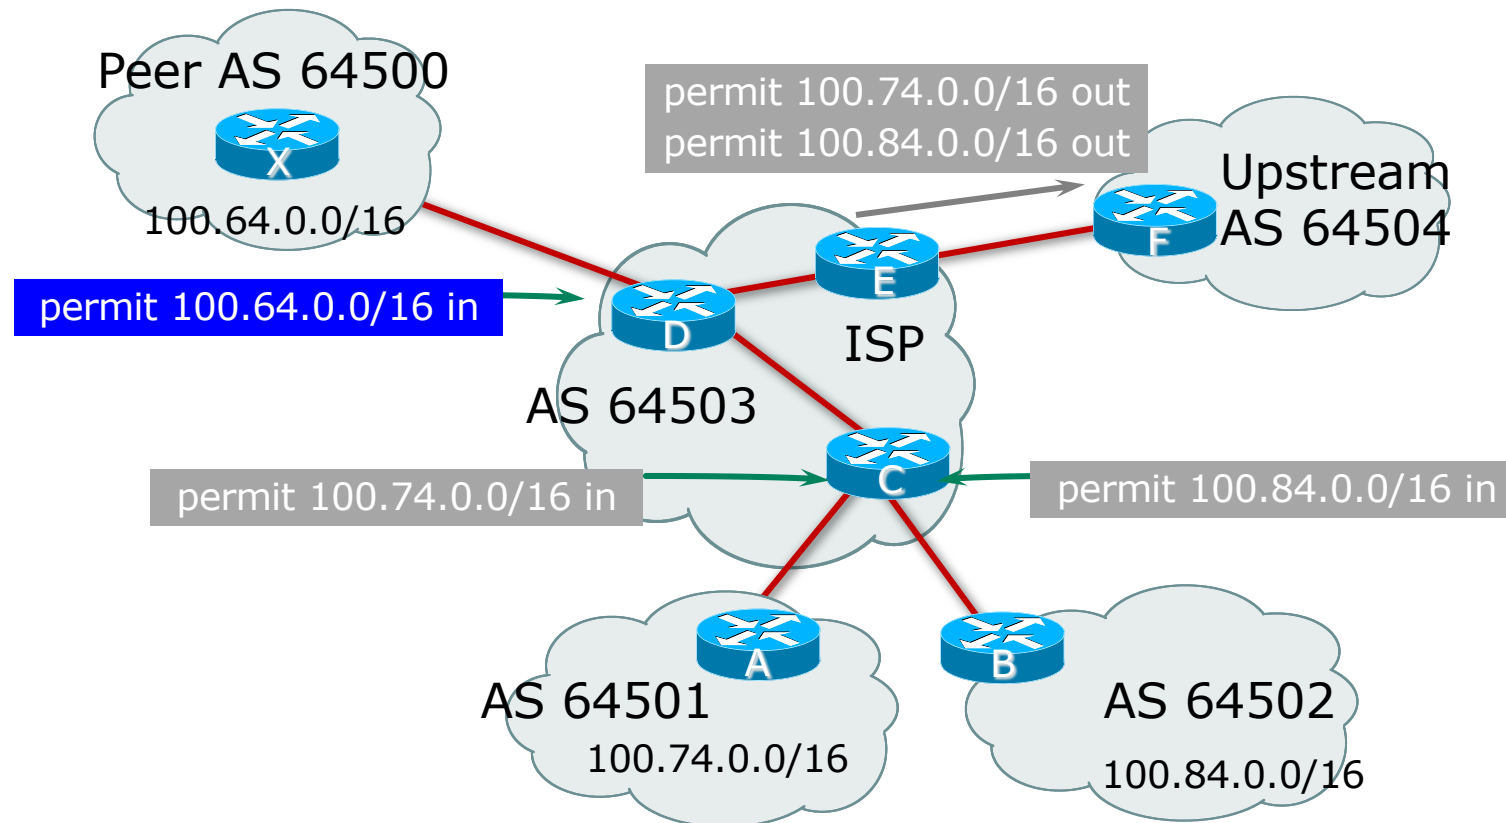 Peer AS 64500
X
100.64.0.0/16
permit 100.74.0.0/16 out
permit 100.84.0.0/16 out
Upstream
AS 64504
F
E
permit 100.64.0.0/16 in
D
ISP
AS 64503
C
permit 100.74.0.0/16 in
permit 100.84.0.0/16 in
A
AS 64501
100.74.0.0/16
B
AS 64502
100.84.0.0/16